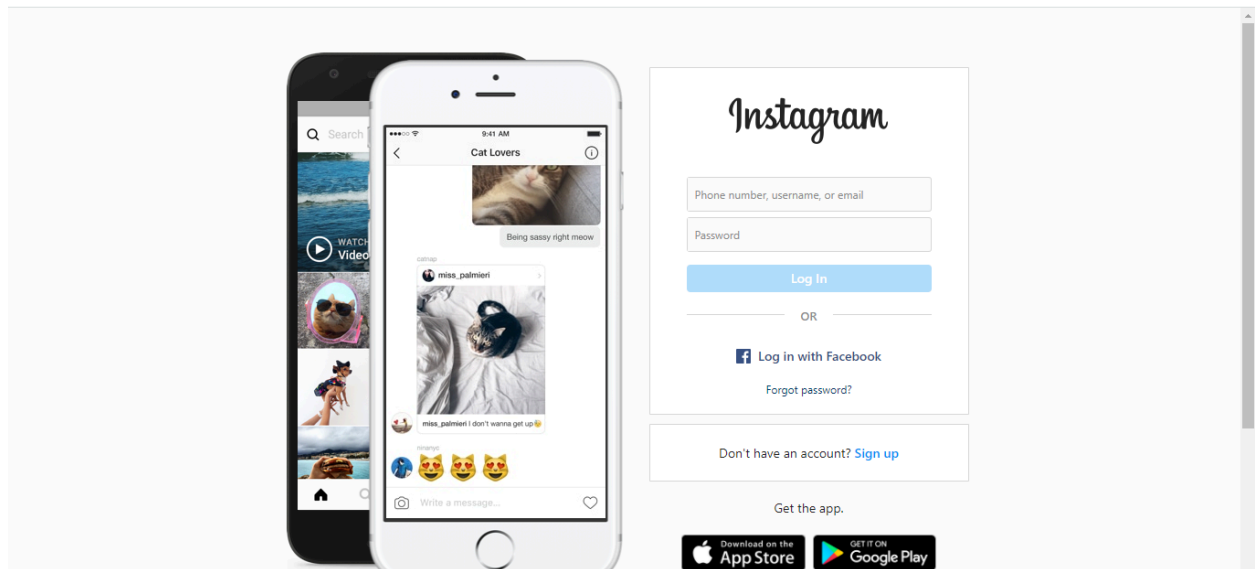 Search
WATCH
Video
9:41 AM
Cat Lovers
Being sassy right meow
catnap
miss_palmieri
miss_palmieri I don't wanna get up
ninanyc
Write a message...
Instagram
Phone number, username, or email
Password
Log In
OR
Log in with Facebook
Forgot password?
Don't have an account? Sign up
Get the app.
Download on the
App Store
GET IT ON
Google Play